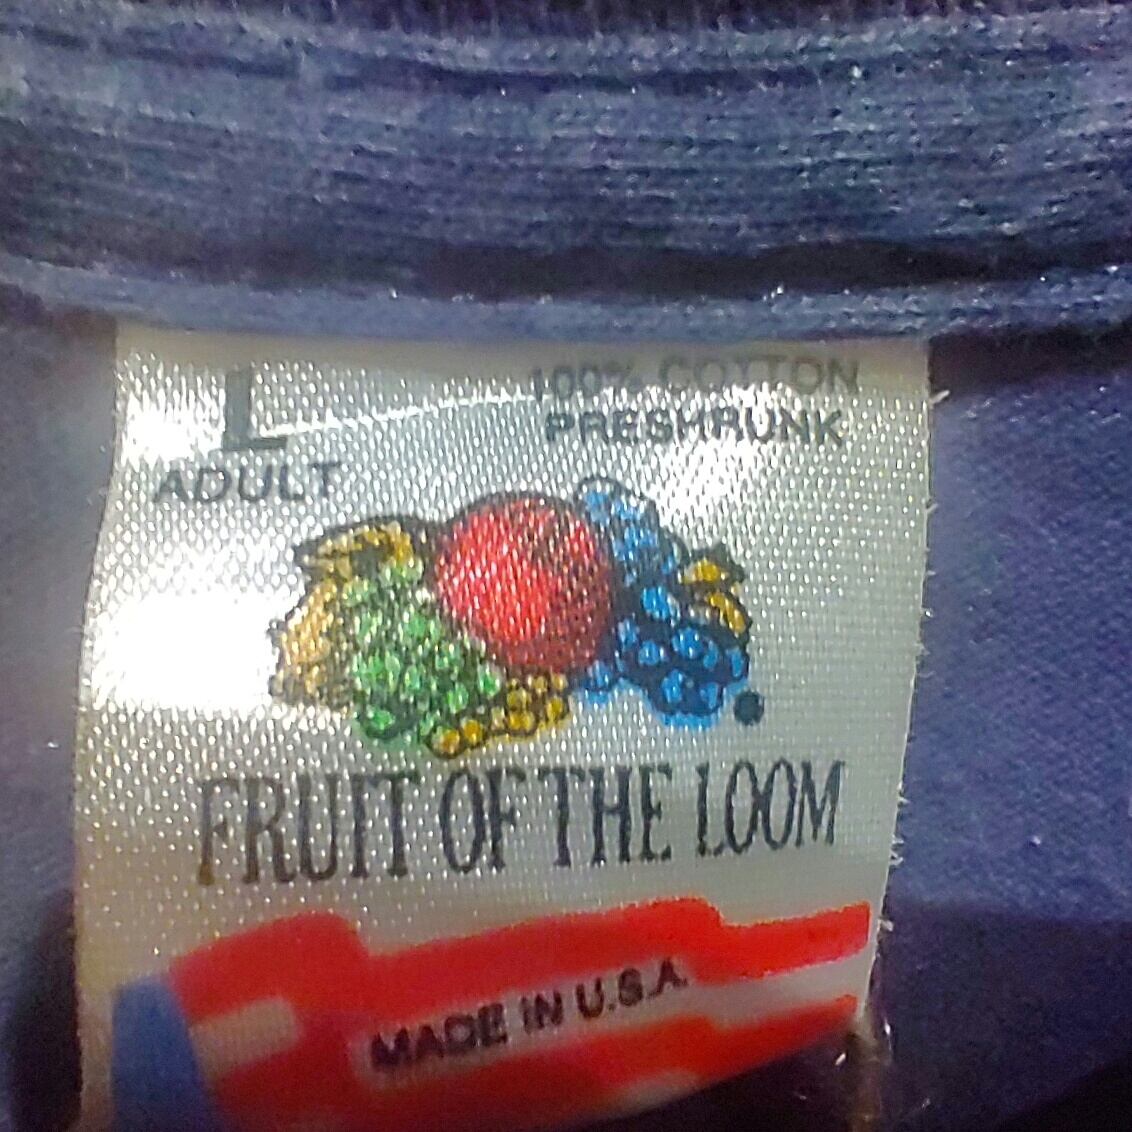 L
ADULT
100% COTTON
PRESHRUNK
FRUIT OF THE LOOM
MADE IN U.S.A.